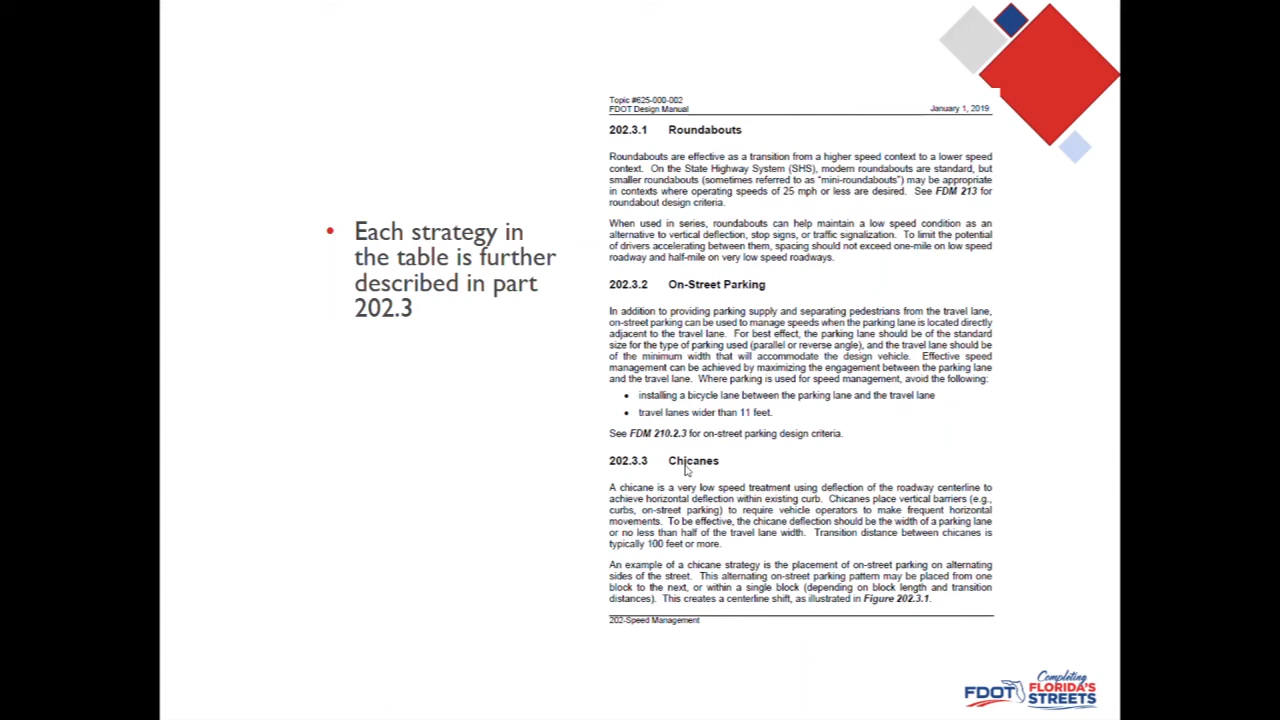 Each strategy in
the table is further
described in part
202.3
Topic #625-000-002
FDOT Design Manual January 1, 2019
202.3.1 Roundabouts
Roundabouts are effective as a transition from a higher speed context to a lower speed
context. On the State Highway System (SHS), modern roundabouts are standard, but
smaller roundabouts (sometimes referred to as “mini-roundabouts”) may be appropriate
in contexts where operating speeds of 25 mph or less are desired. See FDM 213 for
roundabout design criteria.
When used in series, roundabouts can help maintain a low speed condition as an
alternative to vertical deflection, stop signs, or traffic signalization. To limit the potential
of drivers accelerating between them, spacing should not exceed one-mile on low speed
roadway and half-mile on very low speed roadways.
202.3.2 On-Street Parking
In addition to providing parking supply and separating pedestrians from the travel lane,
on-street parking can be used to manage speeds when the parking lane is located directly
adjacent to the travel lane. For best effect, the parking lane should be of the standard
size for the type of parking used (parallel or reverse angle), and the travel lane should be
of the minimum width that will accommodate the design vehicle. Effective speed
management can be achieved by maximizing the engagement between the parking lane
and the travel lane. Where parking is used for speed management, avoid the following:
• installing a bicycle lane between the parking lane and the travel lane
• travel lanes wider than 11 feet.
See FDM 210.2.3 for on-street parking design criteria.
202.3.3 Chicanes
A chicane is a very low speed treatment using deflection of the roadway centerline to
achieve horizontal deflection within existing curb. Chicanes place vertical barriers (e.g.,
curbs, on-street parking) to require vehicle operators to make frequent horizontal
movements. To be effective, the chicane deflection should be the width of a parking lane
or no less than half of the travel lane width. Transition distance between chicanes is
typically 100 feet or more.
An example of a chicane strategy is the placement of on-street parking on alternating
sides of the street. This alternating on-street parking pattern may be placed from one
block to the next, or within a single block (depending on block length and transition
distances). This creates a centerline shift, as illustrated in Figure 202.3.1.
202-Speed Management
FDOT
Completing
FLORIDA'S
STREETS